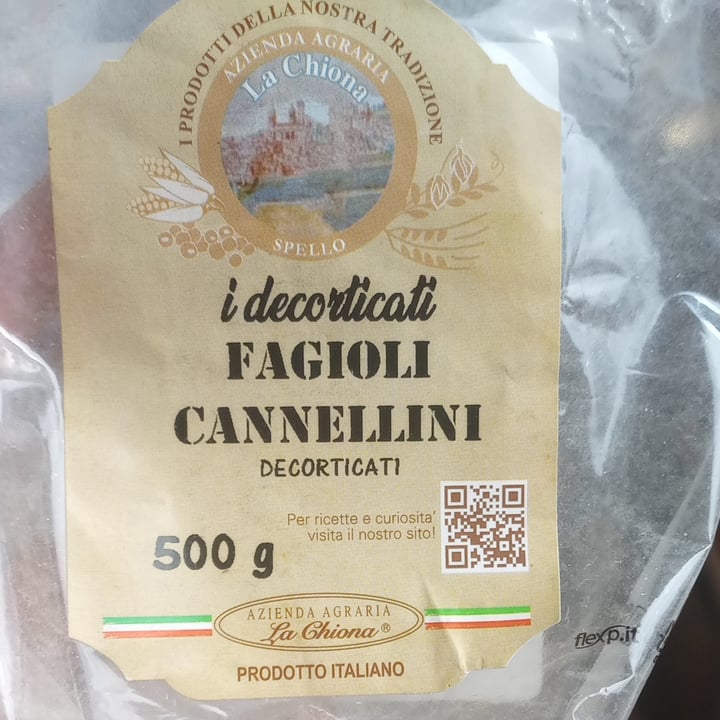 I PRODOTTI DELLA NOSTRA TRADIZIONE
AZIENDA AGRARIA
La Chiona
SPELLO
i decorticati
FAGIOLI
CANNELLINI
DECORTICATI
Per ricette e curiosita'
visita il nostro sito!
500 g
AZIENDA AGRARIA
La Chiona ®
PRODOTTO ITALIANO
flexp.it